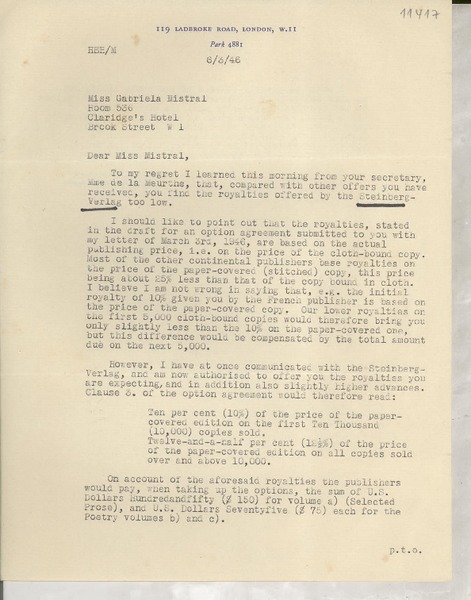 11417
119 LADBROKE ROAD, LONDON, W.11
Park 4881
HEE/M
6/3/46
Miss Gabriela Mistral
Room 536
Claridge's Hotel
Brook Street W 1
Dear Miss Mistral,
To my regret I learned this morning from your secretary,
Mme de la Meurthe, that, compared with other offers you have
received, you find the royalties offered by the Steinberg-
Verlag too low.
I should like to point out that the royalties, stated
in the draft for an option agreement submitted to you with
my letter of March 3rd, 1946, are based on the actual
publishing price, i.e. on the price of the cloth-bound copy.
Most of the other continental publishers base royalties on
the price of the paper-covered (stitched) copy, this price
being about 25% less than that of the copy bound in cloth.
I believe I am not wrong in saying that, e.g. the initial
royalty of 10% given you by the French publisher is based on
the price of the paper-covered copy. Our lower royalties on
the first 5,000 cloth-bound copies would therefore bring you
only slightly less than the 10% on the paper-covered one,
but this difference would be compensated by the total amount
due on the next 5,000.
However, I have at once communicated with the Steinberg-
Verlag, and am now authorised to offer you the royalties you
are expecting, and in addition also slightly higher advances.
Clause 3. of the option agreement would therefore read:
Ten per cent (10%) of the price of the paper-
covered edition on the first Ten Thousand
(10,000) copies sold.
Twelve-and-a-half per cent (12½%) of the price
of the paper-covered edition on all copies sold
over and above 10,000.
On account of the aforesaid royalties the publishers
would pay, when taking up the options, the sum of U.S.
Dollars Hundredandfifty ($ 150) for volume a) (Selected
Prose), and U.S. Dollars Seventyfive ($ 75) each for the
Poetry volumes b) and c).
p.t.o.